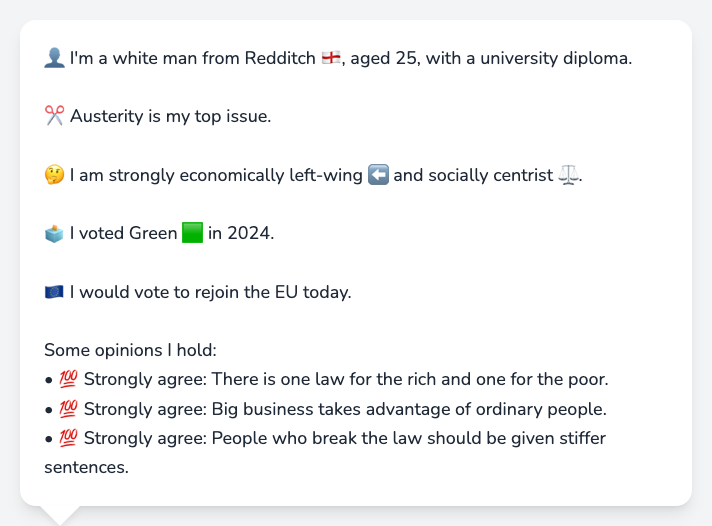 👤 I'm a white man from Redditch 🏴󠁧󠁢󠁥󠁮󠁧󠁿, aged 25, with a university diploma.
✂️ Austerity is my top issue.
🤔 I am strongly economically left-wing ⬅️ and socially centrist ⚖️.
🗳️ I voted Green 🟩 in 2024.
🇪🇺 I would vote to rejoin the EU today.
Some opinions I hold:
• 💯 Strongly agree: There is one law for the rich and one for the poor.
• 💯 Strongly agree: Big business takes advantage of ordinary people.
• 💯 Strongly agree: People who break the law should be given stiffer
sentences.